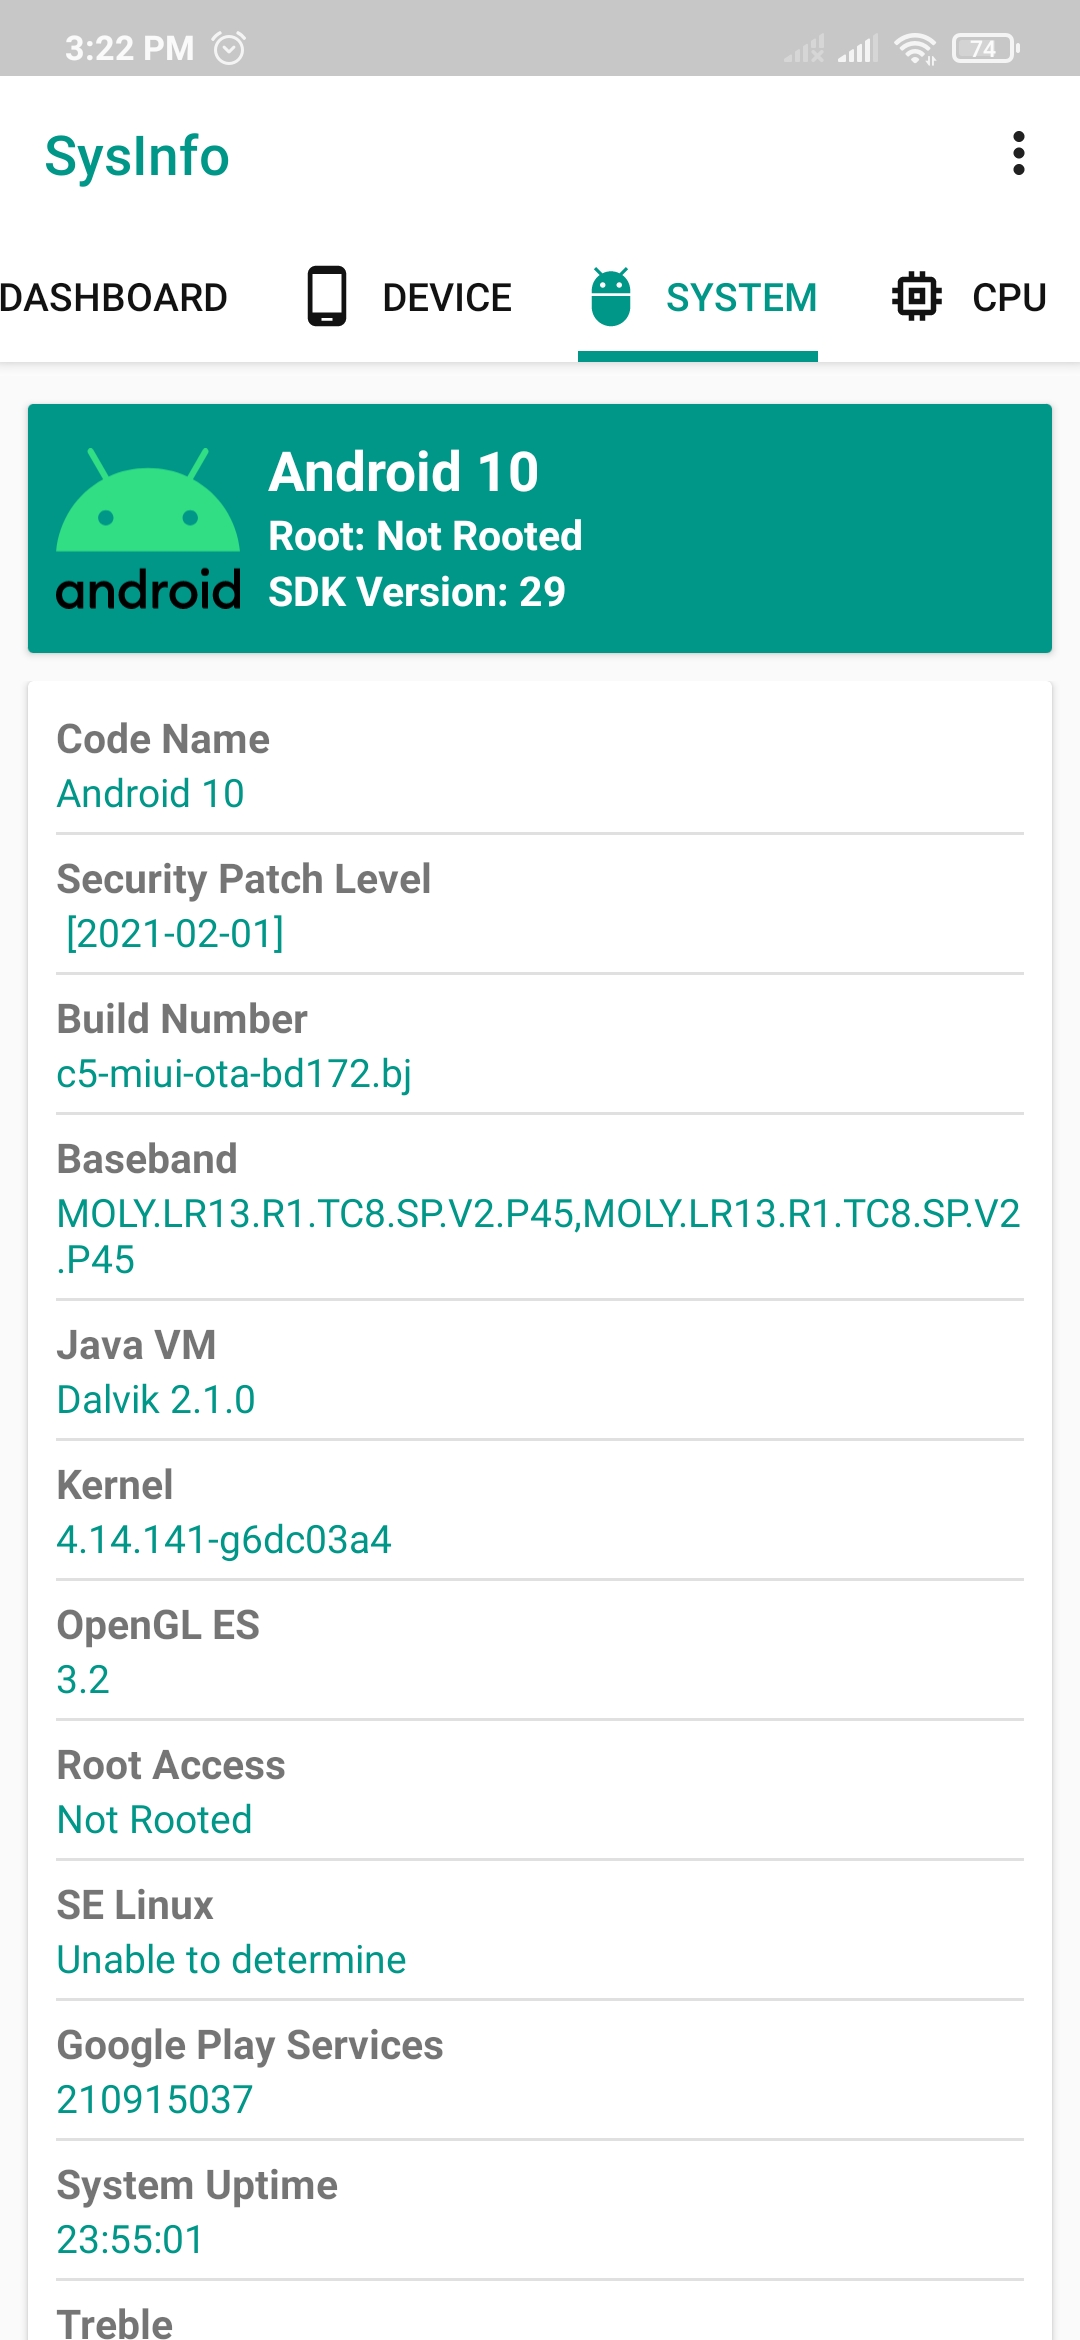 3:22 PM 74
SysInfo
DASHBOARD DEVICE SYSTEM CPU
Android 10
Root: Not Rooted
android SDK Version: 29
Code Name
Android 10
Security Patch Level
[2021-02-01]
Build Number
c5-miui-ota-bd172.bj
Baseband
MOLY.LR13.R1.TC8.SP.V2.P45,MOLY.LR13.R1.TC8.SP.V2
.P45
Java VM
Dalvik 2.1.0
Kernel
4.14.141-g6dc03a4
OpenGL ES
3.2
Root Access
Not Rooted
SE Linux
Unable to determine
Google Play Services
210915037
System Uptime
23:55:01
Treble